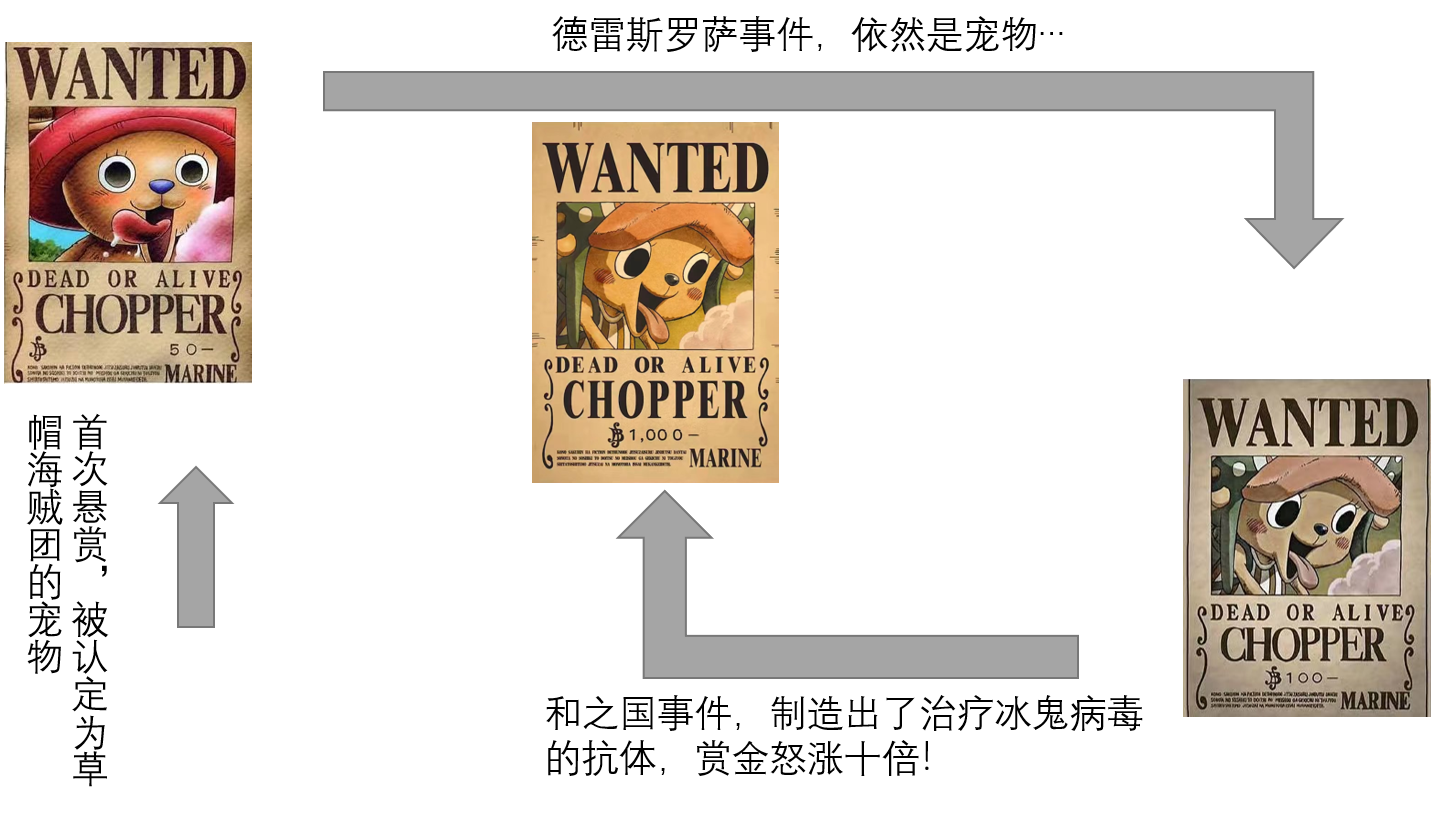 德雷斯罗萨事件，依然是宠物…
WANTED
DEAD OR ALIVE
CHOPPER
50-
MARINE
首次悬赏，被认定为草
帽海贼团的宠物
WANTED
DEAD OR ALIVE
CHOPPER
1,000-
MARINE
和之国事件，制造出了治疗冰鬼病毒
的抗体，赏金怒涨十倍！
WANTED
DEAD OR ALIVE
CHOPPER
100-
MARINE